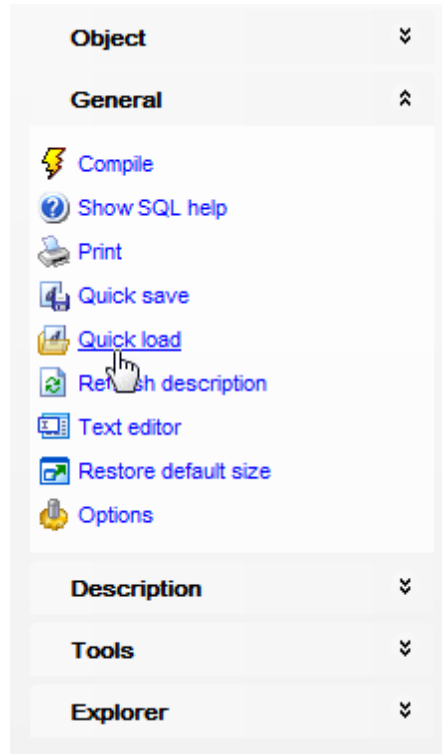 Object
General
Compile
Show SQL help
Print
Quick save
Quick load
Refresh description
Text editor
Restore default size
Options
Description
Tools
Explorer